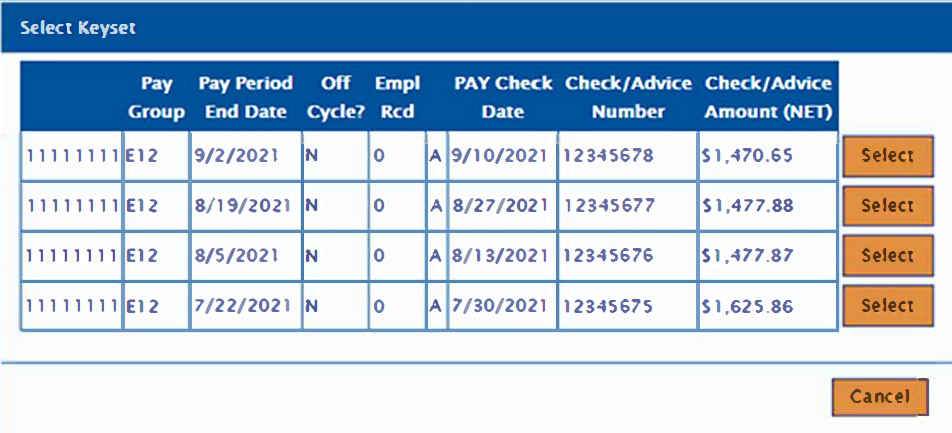 Select Keyset
Pay Pay Period Off Empl PAY Check Check/Advice Check/Advice
Group End Date Cycle? Rcd Date Number Amount (NET)
11111111 E12 9/2/2021 N 0 A 9/10/2021 12345678 $1,470.65 Select
11111111 E12 8/19/2021 N 0 A 8/27/2021 12345677 $1,477.88 Select
11111111 E12 8/5/2021 N 0 A 8/13/2021 12345676 $1,477.87 Select
11111111 E12 7/22/2021 N 0 A 7/30/2021 12345675 $1,625.86 Select
Cancel